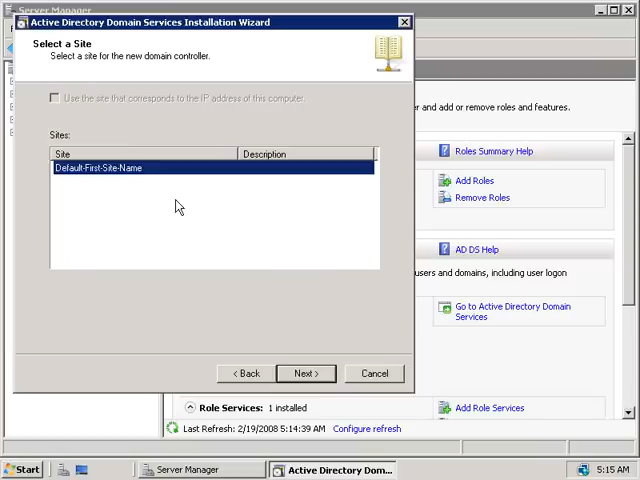 Server Manager
Active Directory Domain Services Installation Wizard
Select a Site
Select a site for the new domain controller.
Use the site that corresponds to the IP address of this computer.
er and add or remove roles and features.
Sites:
Site Description
Default-First-Site-Name
Roles Summary Help
Add Roles
Remove Roles
AD DS Help
users and domains, including user logon
Go to Active Directory Domain
Services
< Back Next > Cancel
Role Services: 1 installed
Add Role Services
Last Refresh: 2/19/2008 5:14:39 AM Configure refresh
Start Server Manager Active Directory Dom... 5:15 AM